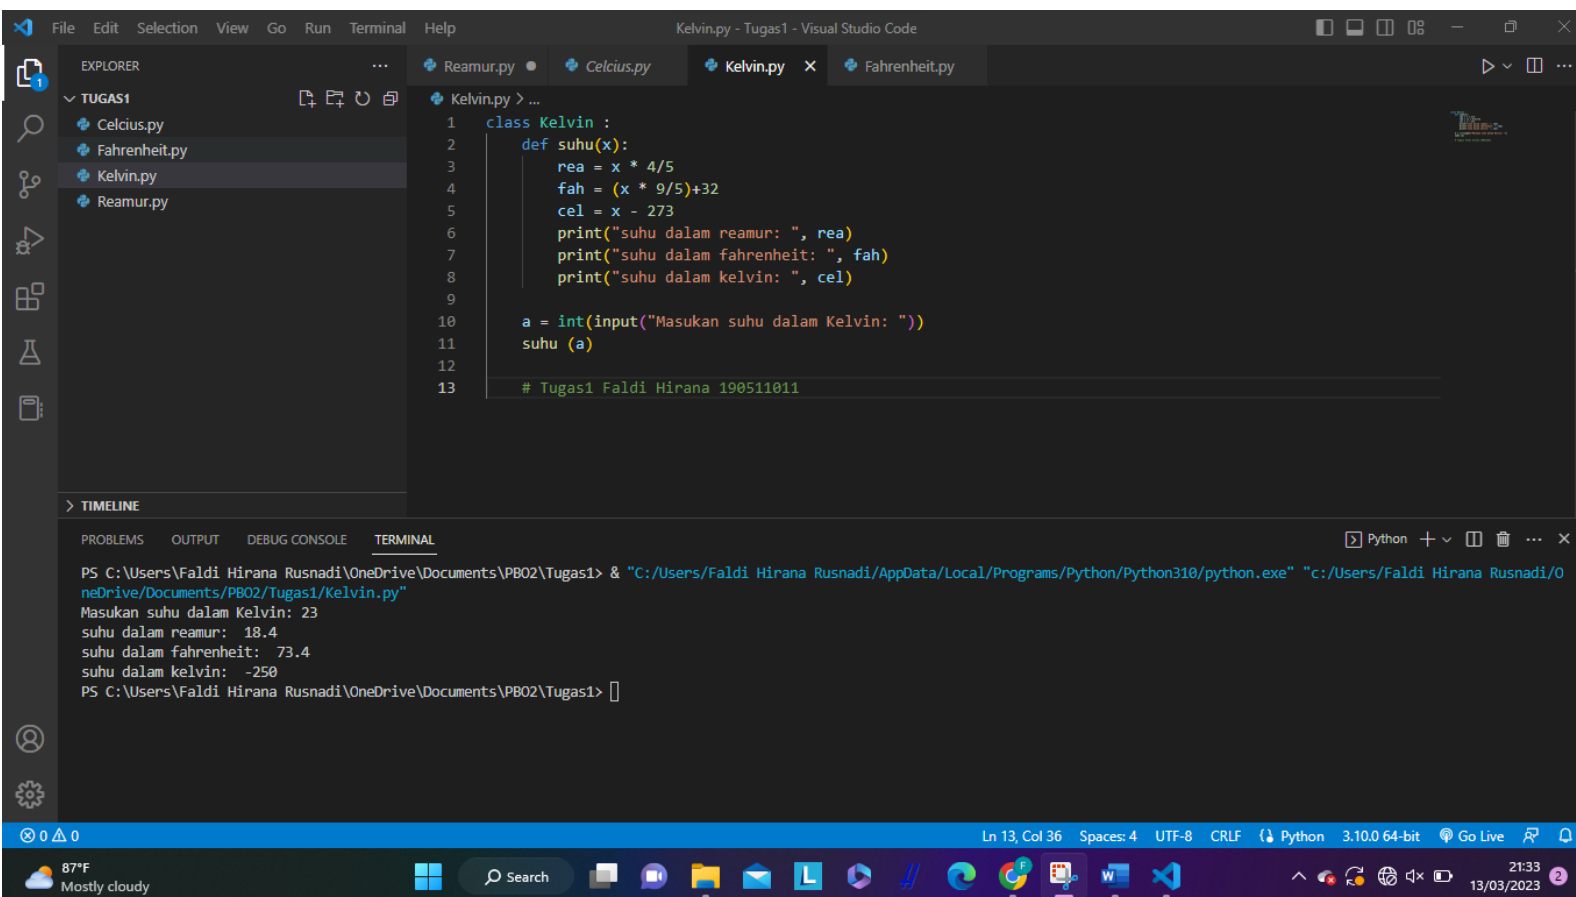 File Edit Selection View Go Run Terminal Help Kelvin.py - Tugas1 - Visual Studio Code
EXPLORER
Reamur.py Celcius.py Kelvin.py Fahrenheit.py
1
TUGAS1
Celcius.py
Fahrenheit.py
Kelvin.py
Reamur.py
TIMELINE
Kelvin.py > ...
1 class Kelvin :
2 def suhu(x):
3 rea = x * 4/5
4 fah = (x * 9/5)+32
5 cel = x - 273
6 print("suhu dalam reamur: ", rea)
7 print("suhu dalam fahrenheit: ", fah)
8 print("suhu dalam kelvin: ", cel)
9
10 a = int(input("Masukan suhu dalam Kelvin: "))
11 suhu (a)
12
13 # Tugas1 Faldi Hirana 190511011
PROBLEMS OUTPUT DEBUG CONSOLE TERMINAL Python
PS C:\Users\Faldi Hirana Rusnadi\OneDrive\Documents\PBO2\Tugas1> & "C:/Users/Faldi Hirana Rusnadi/AppData/Local/Programs/Python/Python310/python.exe" "c:/Users/Faldi Hirana Rusnadi/O
neDrive/Documents/PBO2/Tugas1/Kelvin.py"
Masukan suhu dalam Kelvin: 23
suhu dalam reamur:  18.4
suhu dalam fahrenheit:  73.4
suhu dalam kelvin:  -250
PS C:\Users\Faldi Hirana Rusnadi\OneDrive\Documents\PBO2\Tugas1>
0 0 Ln 13, Col 36 Spaces: 4 UTF-8 CRLF Python 3.10.0 64-bit Go Live
87°F
Mostly cloudy
Search
21:33
13/03/2023
2